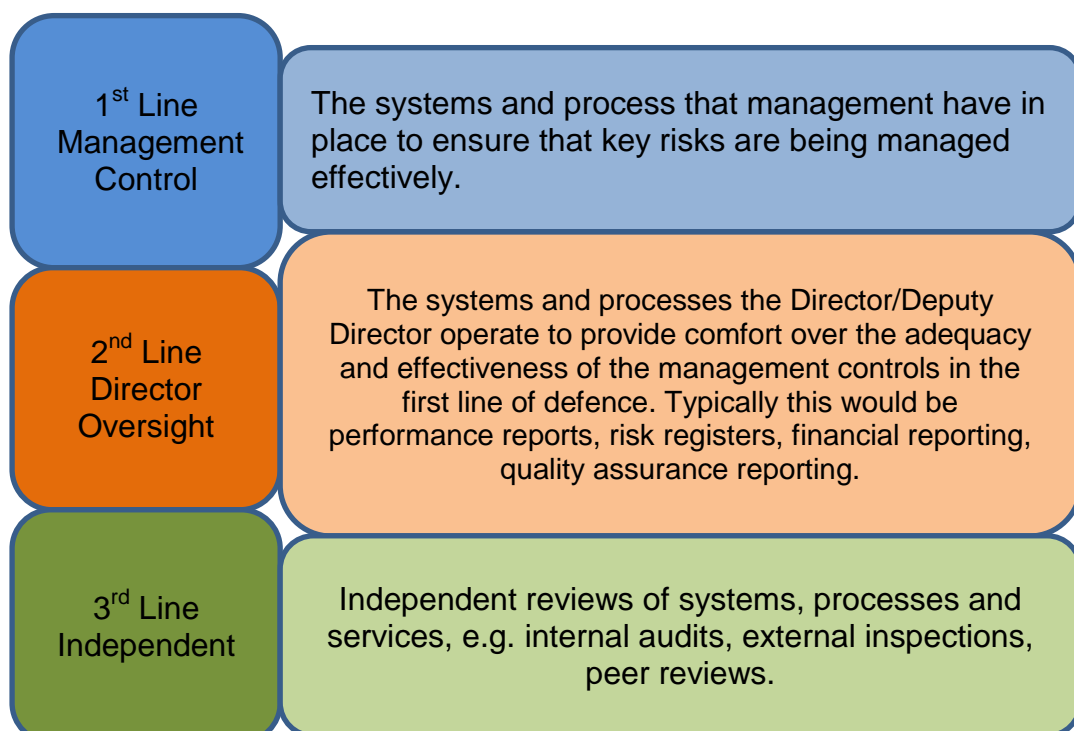 1st Line
Management
Control
The systems and process that management have in
place to ensure that key risks are being managed
effectively.
2nd Line
Director
Oversight
The systems and processes the Director/Deputy
Director operate to provide comfort over the adequacy
and effectiveness of the management controls in the
first line of defence. Typically this would be
performance reports, risk registers, financial reporting,
quality assurance reporting.
3rd Line
Independent
Independent reviews of systems, processes and
services, e.g. internal audits, external inspections,
peer reviews.